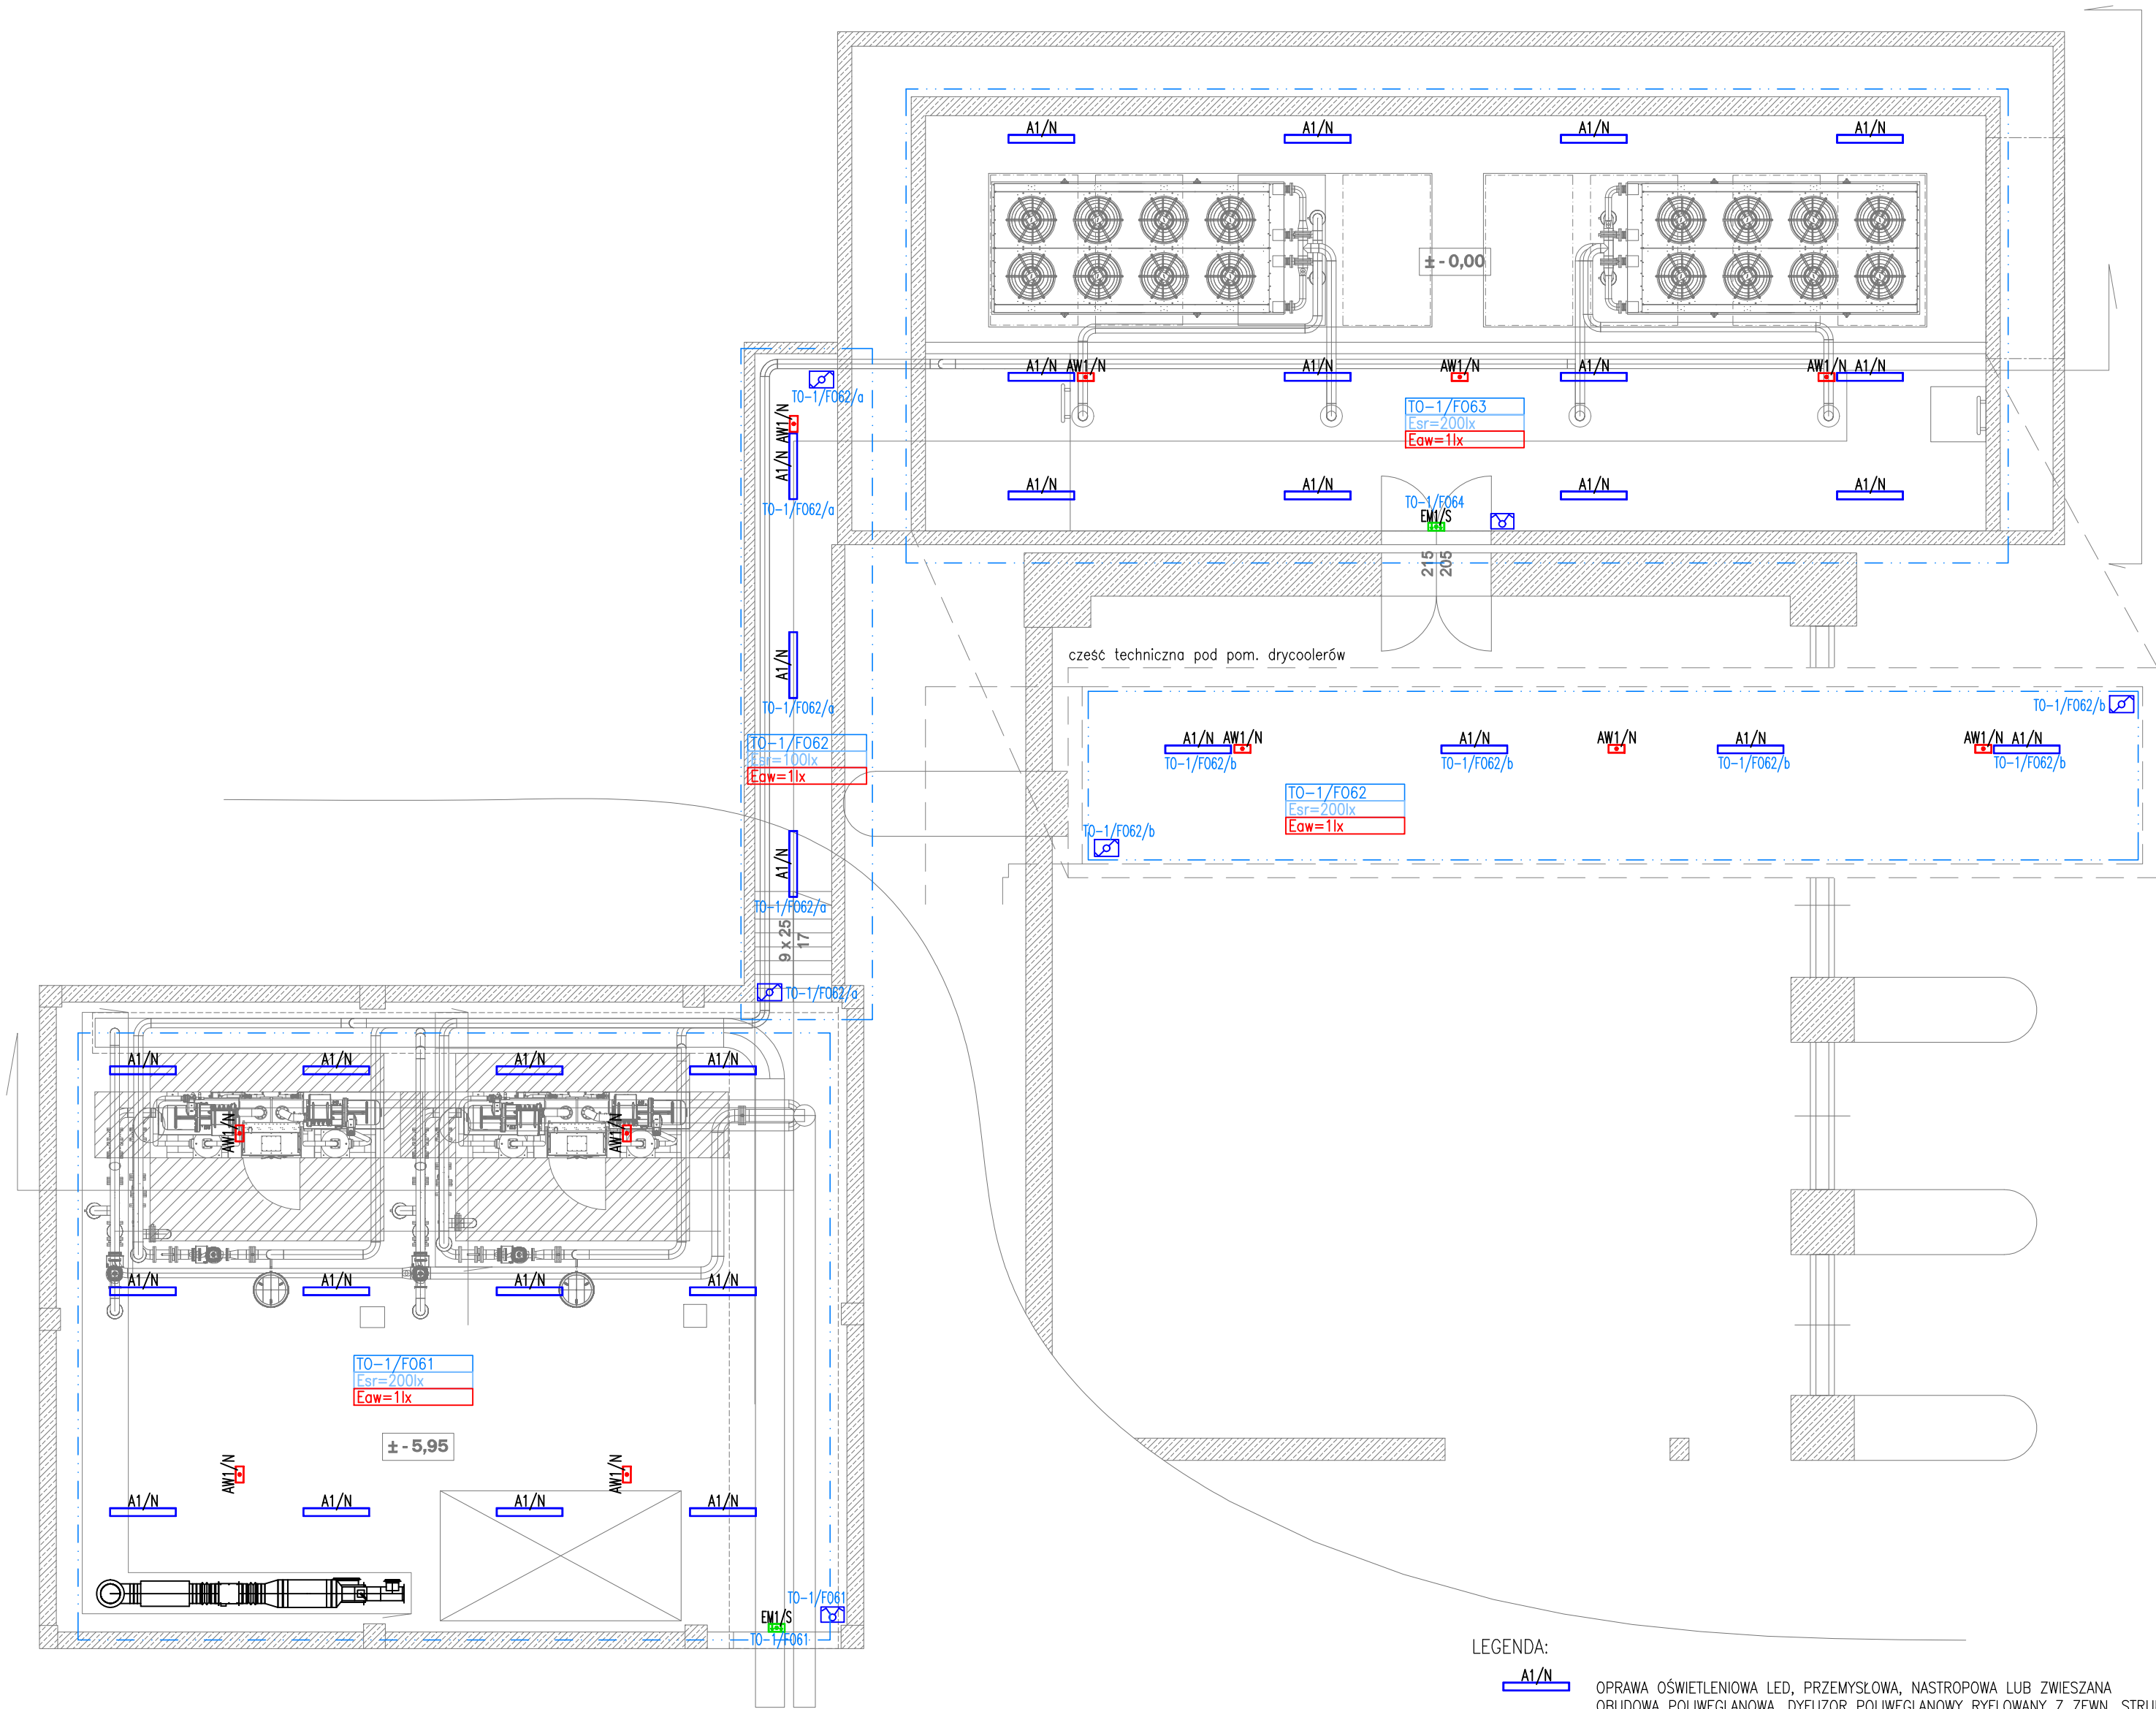 A1/N A1/N A1/N A1/N
± - 0,00
A1/N AW1/N A1/N AW1/N A1/N AW1/N A1/N
TO-1/F062/a
AW1/N
TO-1/F063
Esr=200lx
Eaw=1lx
A1/N
TO-1/F062/a
A1/N A1/N A1/N A1/N
TO-1/F064
EM1/S
215
205
A1/N
TO-1/F062/a
cześć techniczna pod pom. drycoolerów
TO-1/F062/b
A1/N AW1/N A1/N AW1/N A1/N AW1/N A1/N
TO-1/F062/b TO-1/F062/b TO-1/F062/b TO-1/F062/b
TO-1/F062
Esr=100lx
Eaw=1lx
TO-1/F062
Esr=200lx
Eaw=1lx
TO-1/F062/b
A1/N
TO-1/F062/a
9 x 25
17
TO-1/F062/a
A1/N A1/N A1/N A1/N
AW1/N AW1/N
A1/N A1/N A1/N A1/N
TO-1/F061
Esr=200lx
Eaw=1lx
± - 5,95
AW1/N AW1/N
A1/N A1/N A1/N A1/N
TO-1/F061
EM1/S
TO-1/F061
LEGENDA:
A1/N
OPRAWA OŚWIETLENIOWA LED, PRZEMYSŁOWA, NASTROPOWA LUB ZWIESZANA
OBUDOWA POLIWĘGLANOWA, DYFUZOR POLIWĘGLANOWY RYFLOWANY Z ZEWN.